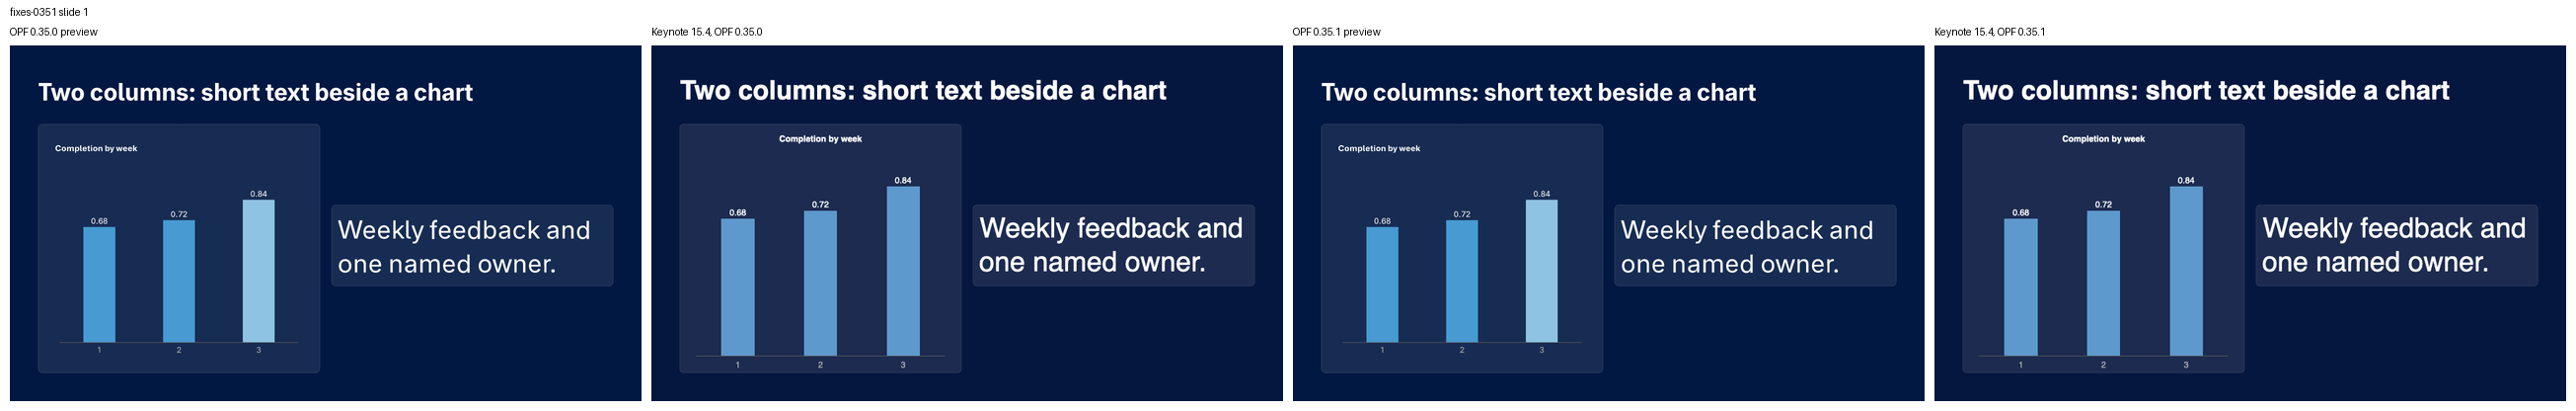 fixes-0351 slide 1
OPF 0.35.0 preview
Two columns: short text beside a chart
Completion by week
0.68
0.72
0.84
1
2
3
Weekly feedback and
one named owner.
Keynote 15.4, OPF 0.35.0
Two columns: short text beside a chart
Completion by week
0.68
0.72
0.84
1
2
3
Weekly feedback and
one named owner.
OPF 0.35.1 preview
Two columns: short text beside a chart
Completion by week
0.68
0.72
0.84
1
2
3
Weekly feedback and
one named owner.
Keynote 15.4, OPF 0.35.1
Two columns: short text beside a chart
Completion by week
0.68
0.72
0.84
1
2
3
Weekly feedback and
one named owner.